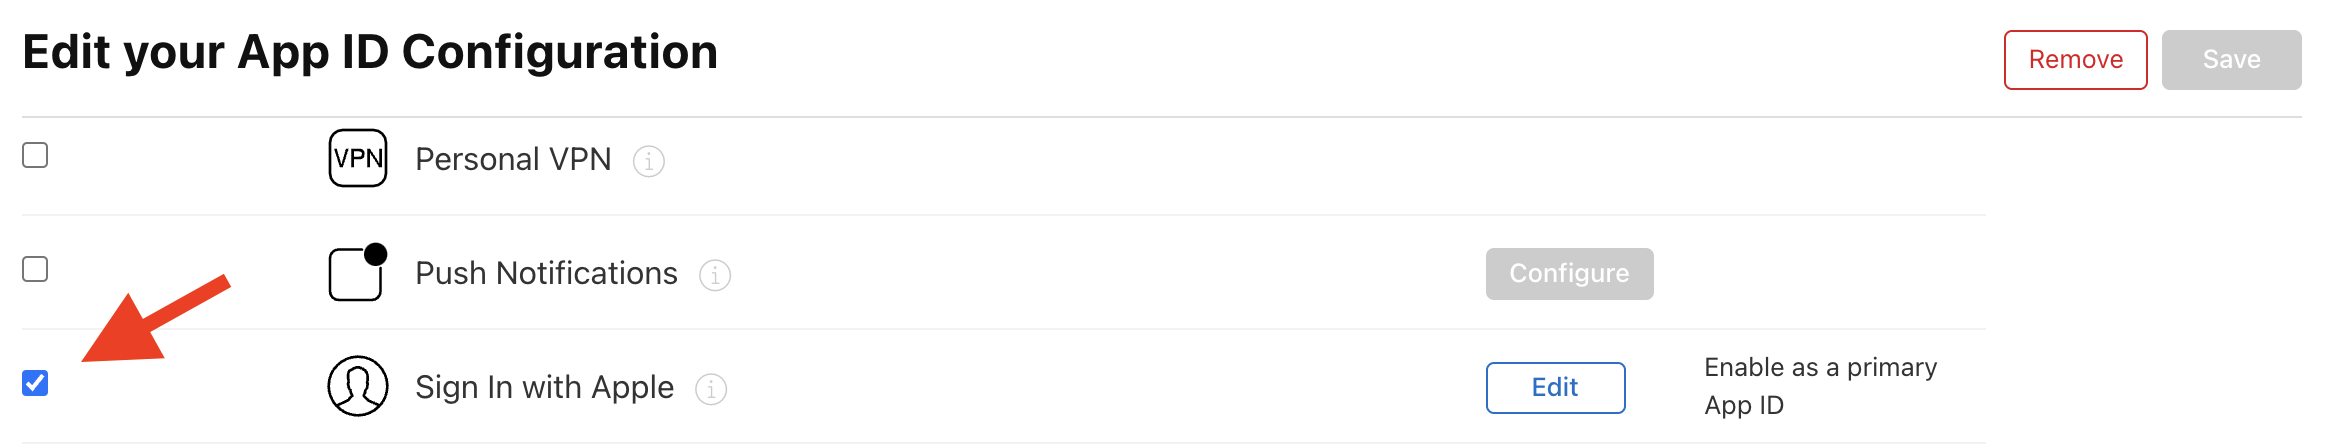 Edit your App ID Configuration
Remove
Save
VPN
Personal VPN
Push Notifications
Configure
Sign In with Apple
Edit
Enable as a primary
App ID